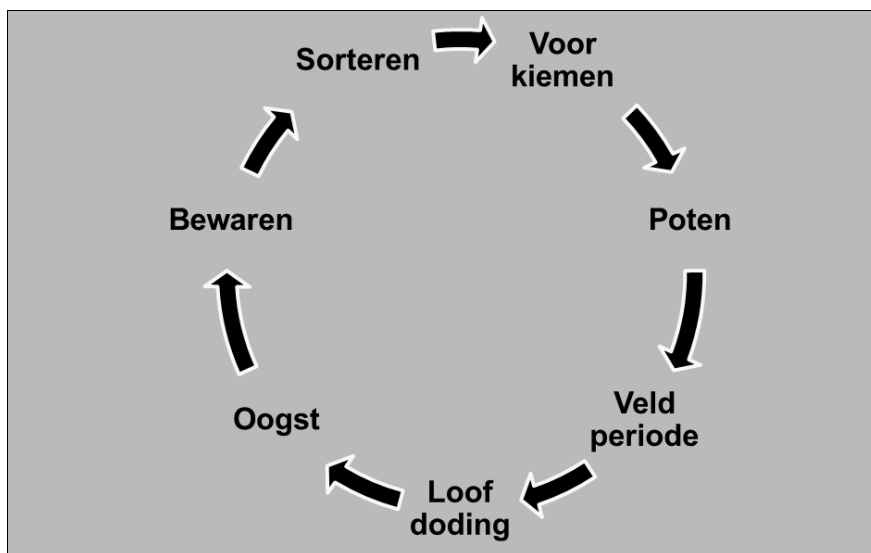 Sorteren
Voor
kiemen
Poten
Veld
periode
Loof
doding
Oogst
Bewaren